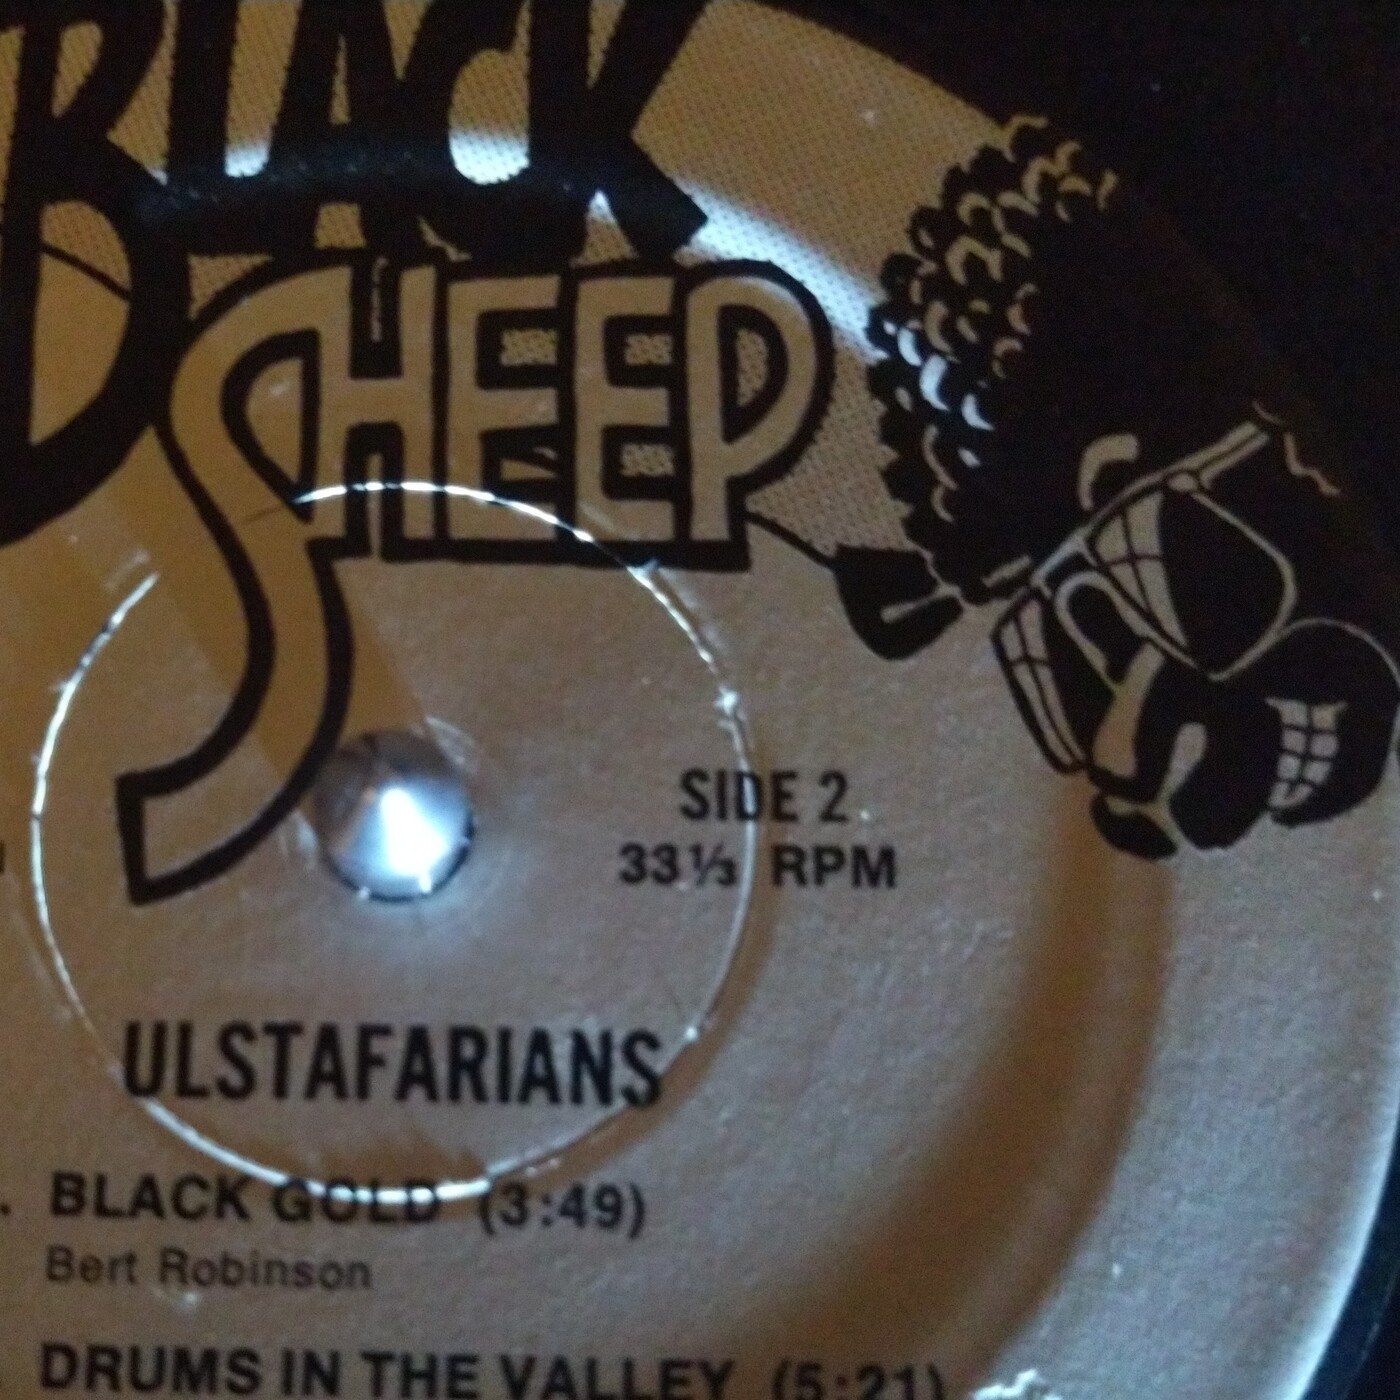 BLACK
SHEEP
SIDE 2
33⅓ RPM
ULSTAFARIANS
. BLACK GOLD (3:49)
Bert Robinson
DRUMS IN THE VALLEY (5:21)